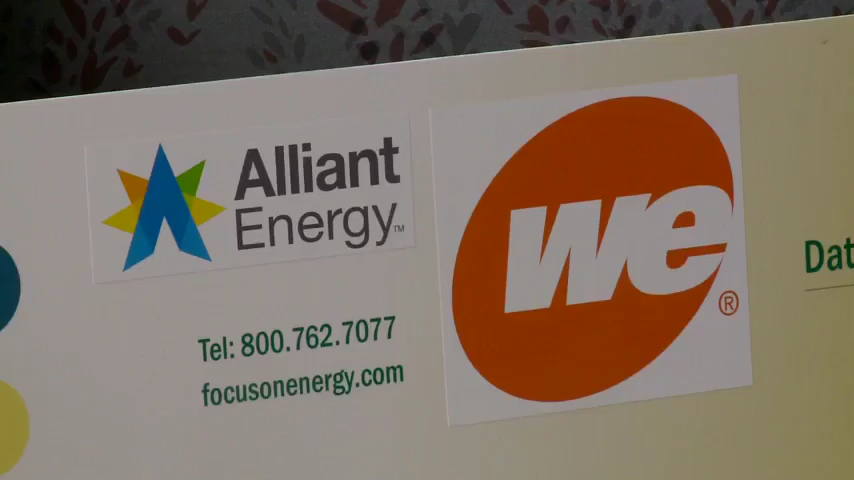 Alliant
Energy™
Tel: 800.762.7077
focusonenergy.com
we®
Dat